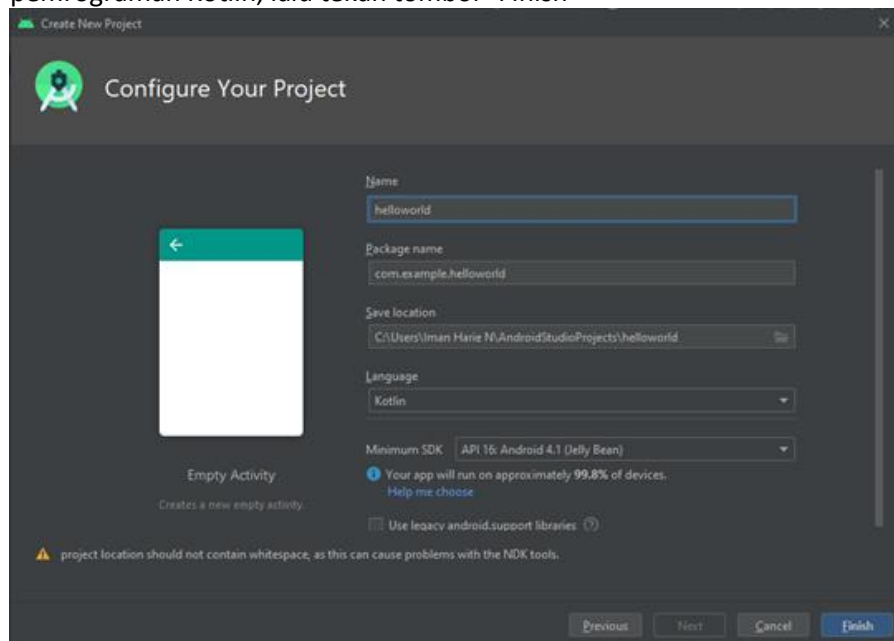 pemrograman Kotlin, lalu tekan tombol "Finish"
Create New Project
Configure Your Project
Name
helloworld
Package name
com.example.helloworld
Save location
C:\Users\Iman Harie N\AndroidStudioProjects\helloworld
Language
Kotlin
Minimum SDK API 16: Android 4.1 (Jelly Bean)
Your app will run on approximately 99.8% of devices.
Help me choose
Use legacy android.support libraries ?
Empty Activity
Creates a new empty activity
project location should not contain whitespace, as this can cause problems with the NDK tools.
Previous Next Cancel Finish